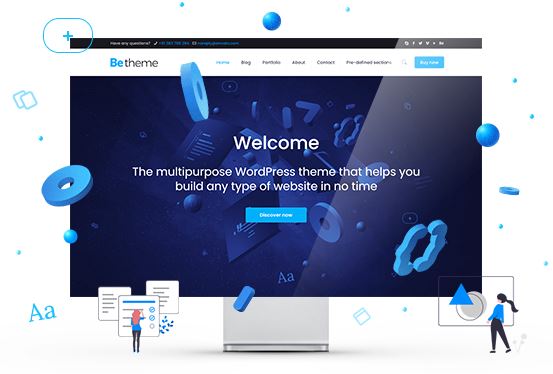 Have any questions?
+61 383 766 284
noreply@envato.com
Be theme
Home
Blog
Portfolio
About
Contact
Pre-defined sections
Buy now
Welcome
The multipurpose WordPress theme that helps you
build any type of website in no time
Discover now
Aa
Aa